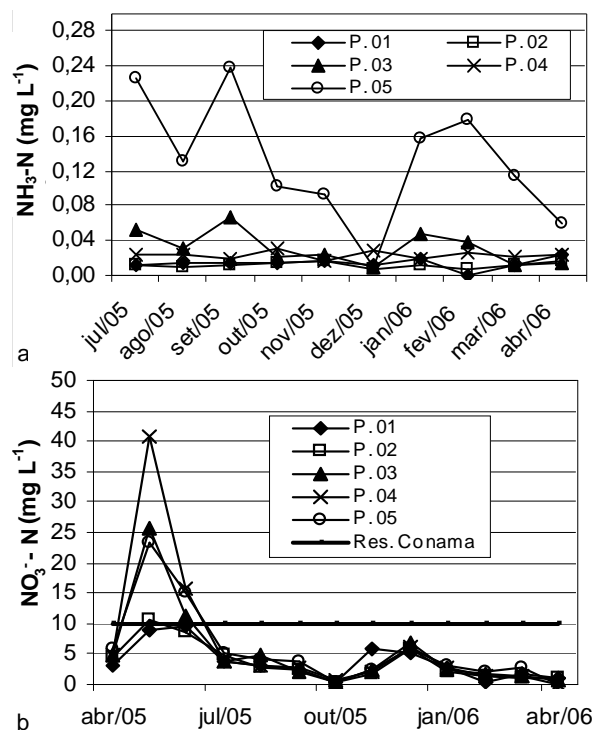 NH3-N (mg L-1)
0,28
0,24
0,20
0,16
0,12
0,08
0,04
0,00
P. 01
P. 02
P. 03
P. 04
P. 05
jul/05
ago/05
set/05
out/05
nov/05
dez/05
jan/06
fev/06
mar/06
abr/06
a
NO3- - N (mg L-1)
50
45
40
35
30
25
20
15
10
5
0
P. 01
P. 02
P. 03
P. 04
P. 05
Res. Conama
abr/05
jul/05
out/05
jan/06
abr/06
b